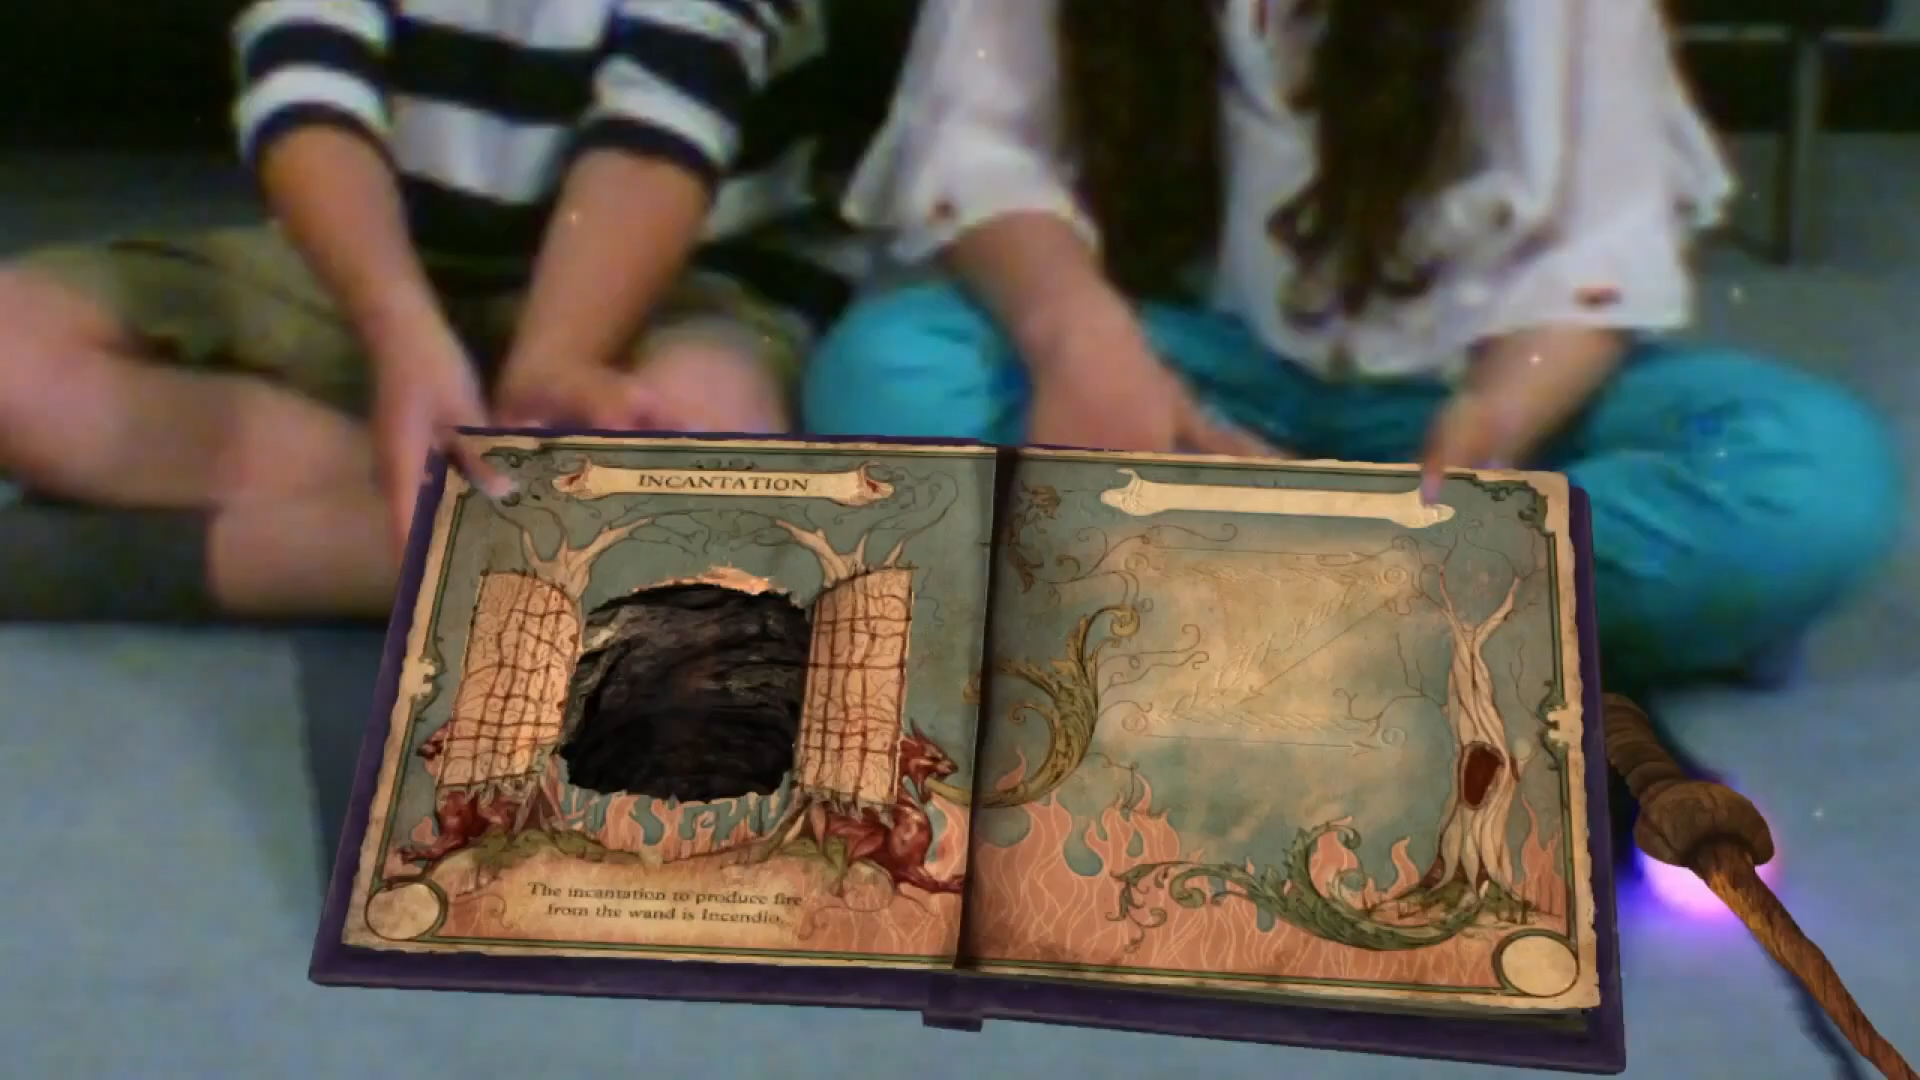 INCANTATION
The incantation to produce fire
from the wand is Incendio.